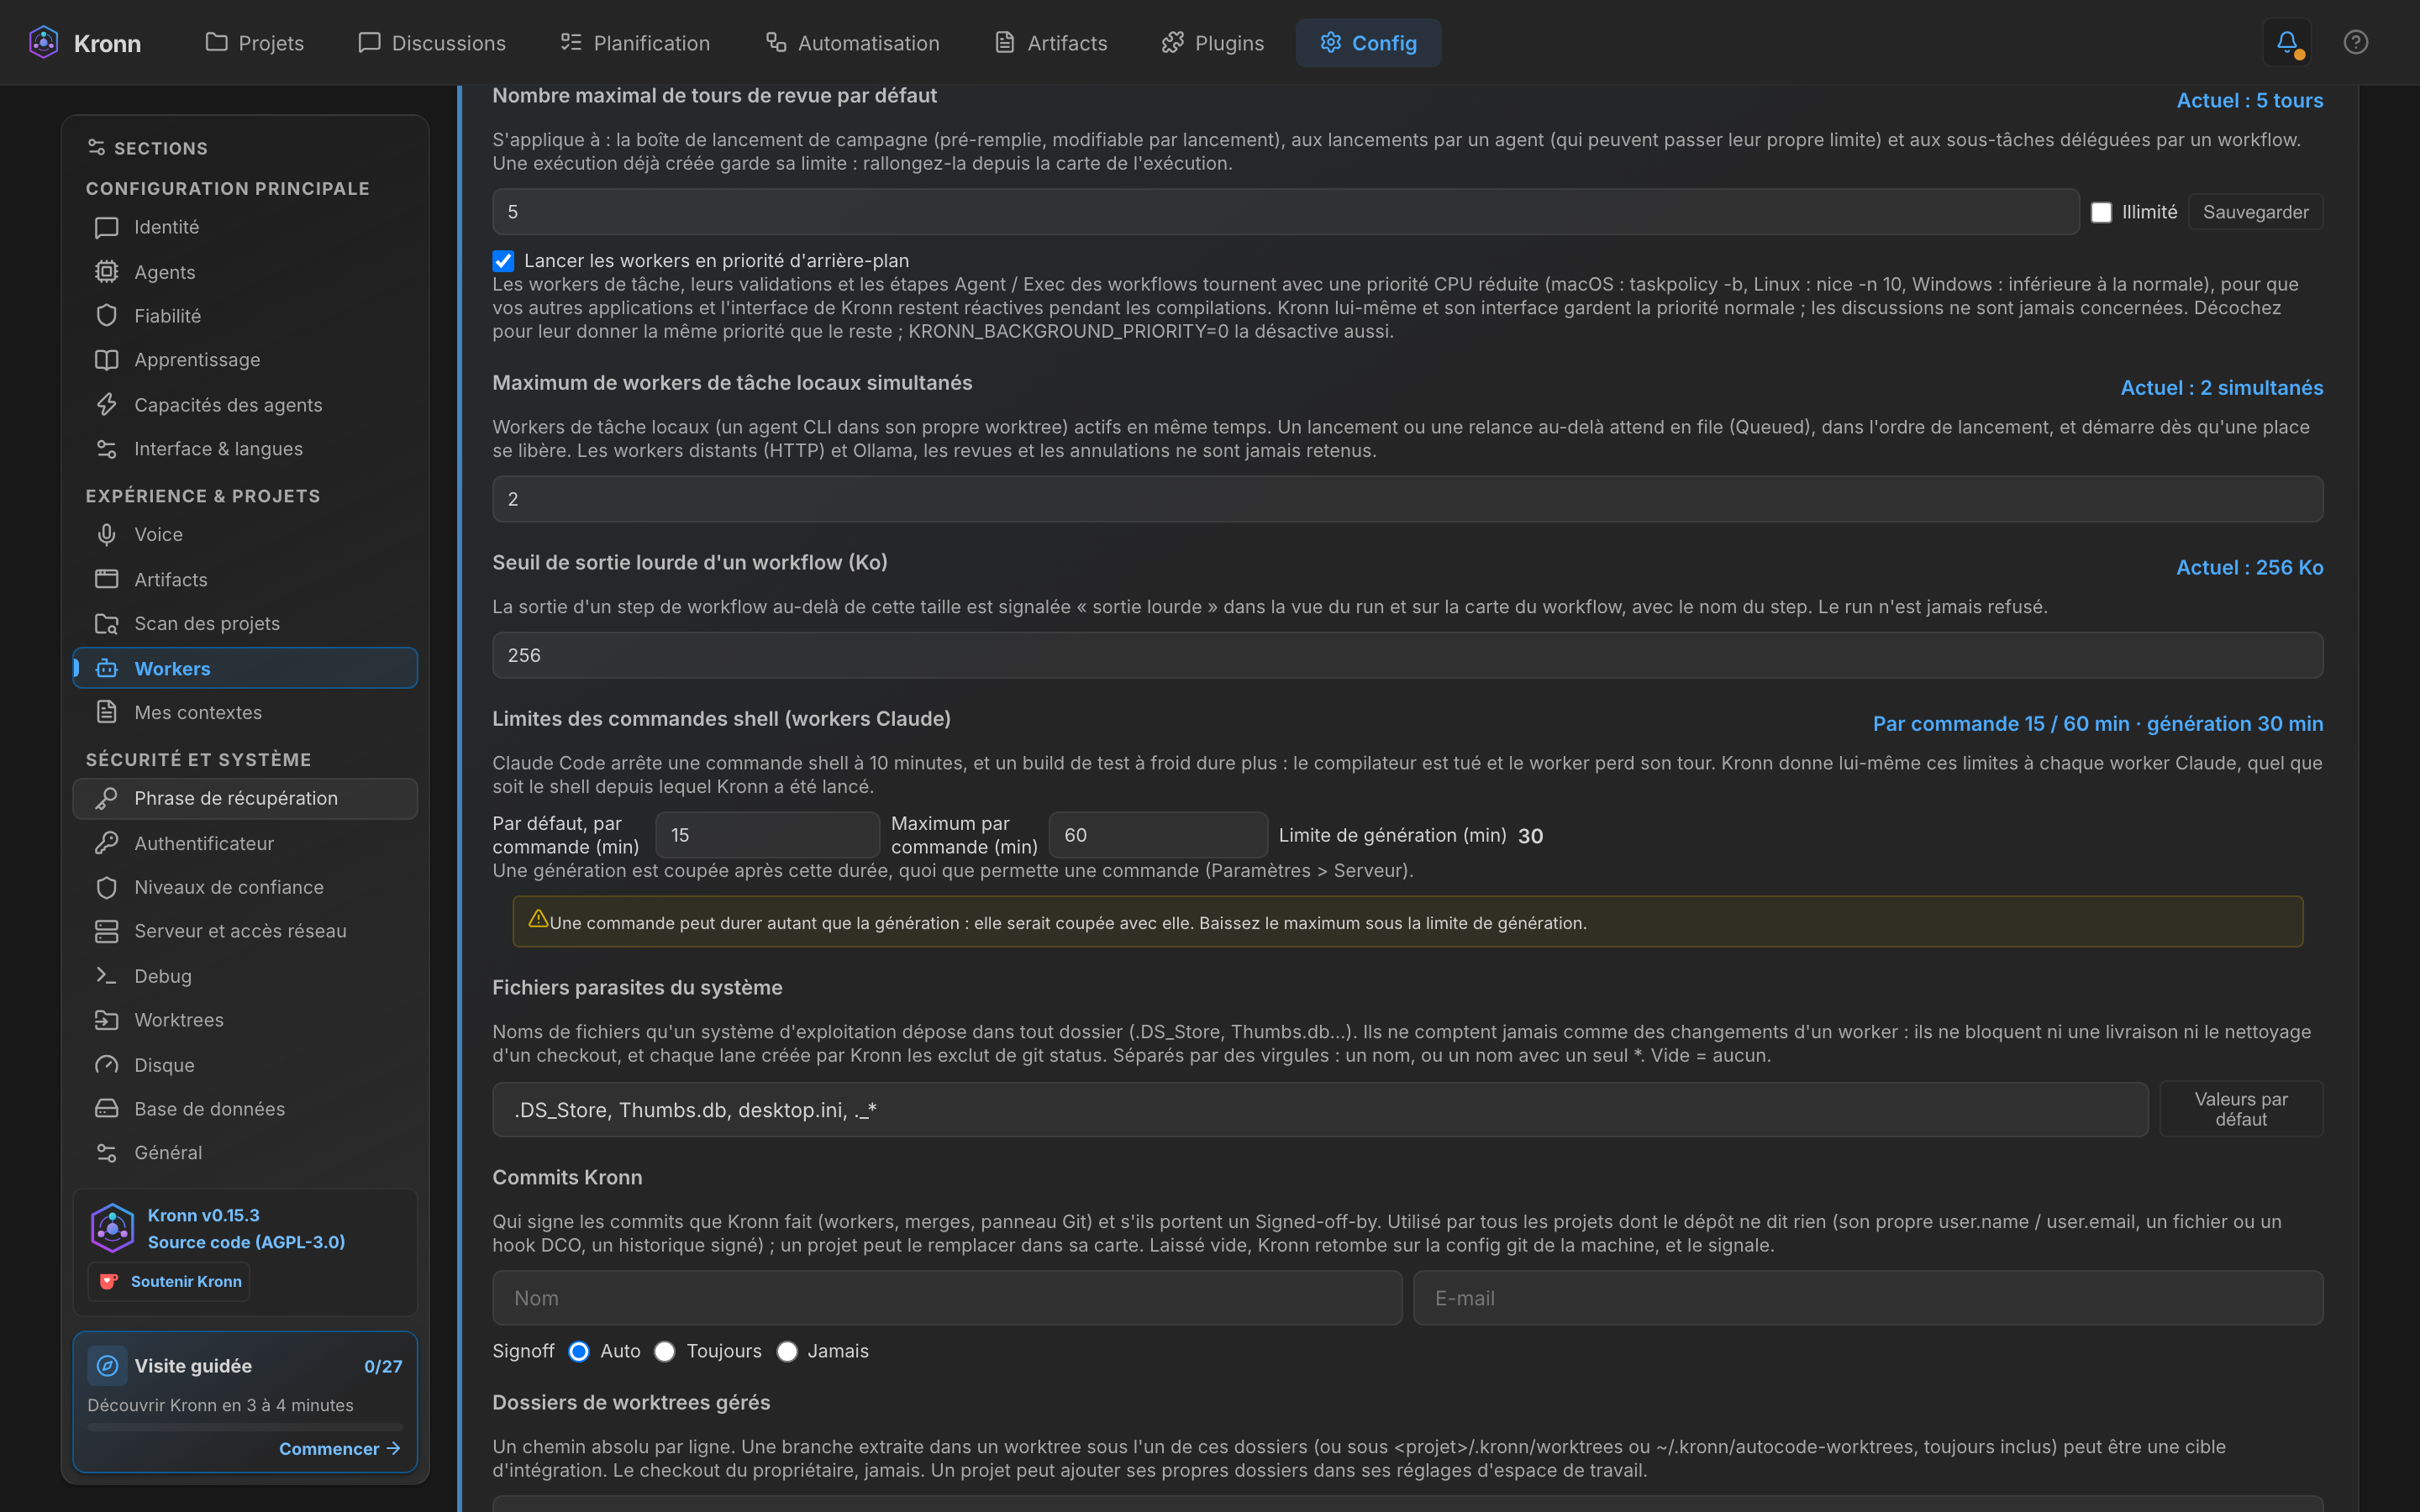 Kronn
Projets
Discussions
Planification
Automatisation
Artifacts
Plugins
Config
SECTIONS
CONFIGURATION PRINCIPALE
Identité
Agents
Fiabilité
Apprentissage
Capacités des agents
Interface & langues
EXPÉRIENCE & PROJETS
Voice
Artifacts
Scan des projets
Workers
Mes contextes
SÉCURITÉ ET SYSTÈME
Phrase de récupération
Authentificateur
Niveaux de confiance
Serveur et accès réseau
Debug
Worktrees
Disque
Base de données
Général
Kronn v0.15.3
Source code (AGPL-3.0)
Soutenir Kronn
Visite guidée 0/27
Découvrir Kronn en 3 à 4 minutes
Commencer →
Nombre maximal de tours de revue par défaut
Actuel : 5 tours
S'applique à : la boîte de lancement de campagne (pré-remplie, modifiable par lancement), aux lancements par un agent (qui peuvent passer leur propre limite) et aux sous-tâches déléguées par un workflow.
Une exécution déjà créée garde sa limite : rallongez-la depuis la carte de l'exécution.
5
Illimité
Sauvegarder
Lancer les workers en priorité d'arrière-plan
Les workers de tâche, leurs validations et les étapes Agent / Exec des workflows tournent avec une priorité CPU réduite (macOS : taskpolicy -b, Linux : nice -n 10, Windows : inférieure à la normale), pour que
vos autres applications et l'interface de Kronn restent réactives pendant les compilations. Kronn lui-même et son interface gardent la priorité normale ; les discussions ne sont jamais concernées. Décochez
pour leur donner la même priorité que le reste ; KRONN_BACKGROUND_PRIORITY=0 la désactive aussi.
Maximum de workers de tâche locaux simultanés
Actuel : 2 simultanés
Workers de tâche locaux (un agent CLI dans son propre worktree) actifs en même temps. Un lancement ou une relance au-delà attend en file (Queued), dans l'ordre de lancement, et démarre dès qu'une place
se libère. Les workers distants (HTTP) et Ollama, les revues et les annulations ne sont jamais retenus.
2
Seuil de sortie lourde d'un workflow (Ko)
Actuel : 256 Ko
La sortie d'un step de workflow au-delà de cette taille est signalée « sortie lourde » dans la vue du run et sur la carte du workflow, avec le nom du step. Le run n'est jamais refusé.
256
Limites des commandes shell (workers Claude)
Par commande 15 / 60 min · génération 30 min
Claude Code arrête une commande shell à 10 minutes, et un build de test à froid dure plus : le compilateur est tué et le worker perd son tour. Kronn donne lui-même ces limites à chaque worker Claude, quel que
soit le shell depuis lequel Kronn a été lancé.
Par défaut, par
commande (min)
15
Maximum par
commande (min)
60
Limite de génération (min) 30
Une génération est coupée après cette durée, quoi que permette une commande (Paramètres > Serveur).
Une commande peut durer autant que la génération : elle serait coupée avec elle. Baissez le maximum sous la limite de génération.
Fichiers parasites du système
Noms de fichiers qu'un système d'exploitation dépose dans tout dossier (.DS_Store, Thumbs.db…). Ils ne comptent jamais comme des changements d'un worker : ils ne bloquent ni une livraison ni le nettoyage
d'un checkout, et chaque lane créée par Kronn les exclut de git status. Séparés par des virgules : un nom, ou un nom avec un seul *. Vide = aucun.
.DS_Store, Thumbs.db, desktop.ini, ._*
Valeurs par
défaut
Commits Kronn
Qui signe les commits que Kronn fait (workers, merges, panneau Git) et s'ils portent un Signed-off-by. Utilisé par tous les projets dont le dépôt ne dit rien (son propre user.name / user.email, un fichier ou un
hook DCO, un historique signé) ; un projet peut le remplacer dans sa carte. Laissé vide, Kronn retombe sur la config git de la machine, et le signale.
Nom
E-mail
Signoff
Auto
Toujours
Jamais
Dossiers de worktrees gérés
Un chemin absolu par ligne. Une branche extraite dans un worktree sous l'un de ces dossiers (ou sous <projet>/.kronn/worktrees ou ~/.kronn/autocode-worktrees, toujours inclus) peut être une cible
d'intégration. Le checkout du propriétaire, jamais. Un projet peut ajouter ses propres dossiers dans ses réglages d'espace de travail.